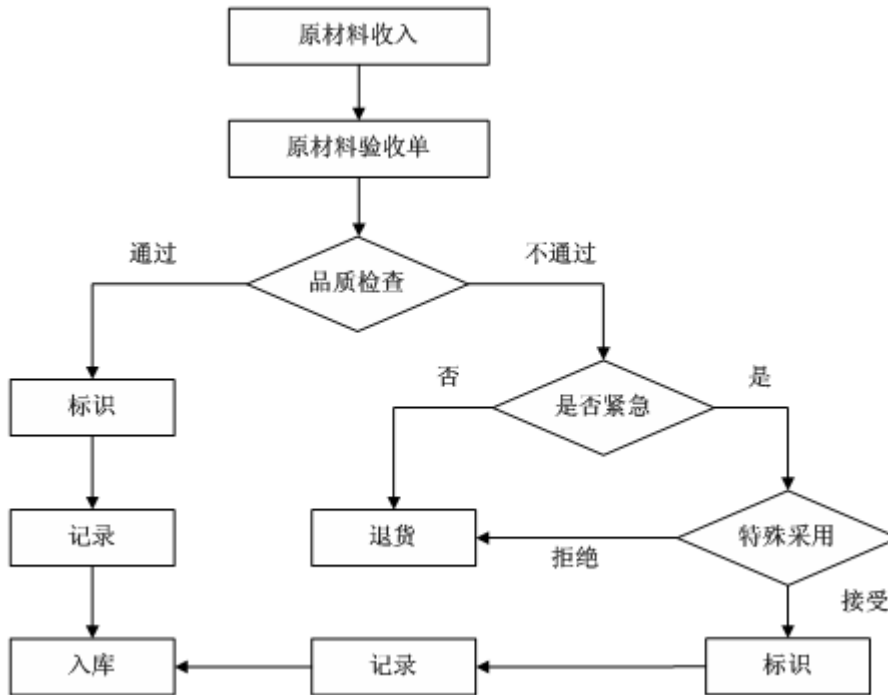 原材料收入
原材料验收单
通过
不通过
品质检查
否
是
标识
是否紧急
记录
退货
特殊采用
拒绝
接受
入库
记录
标识